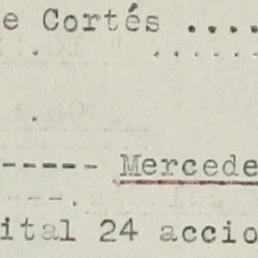 e Cortés ....
. ......
.
----- Mercede
----.
ital 24 accio